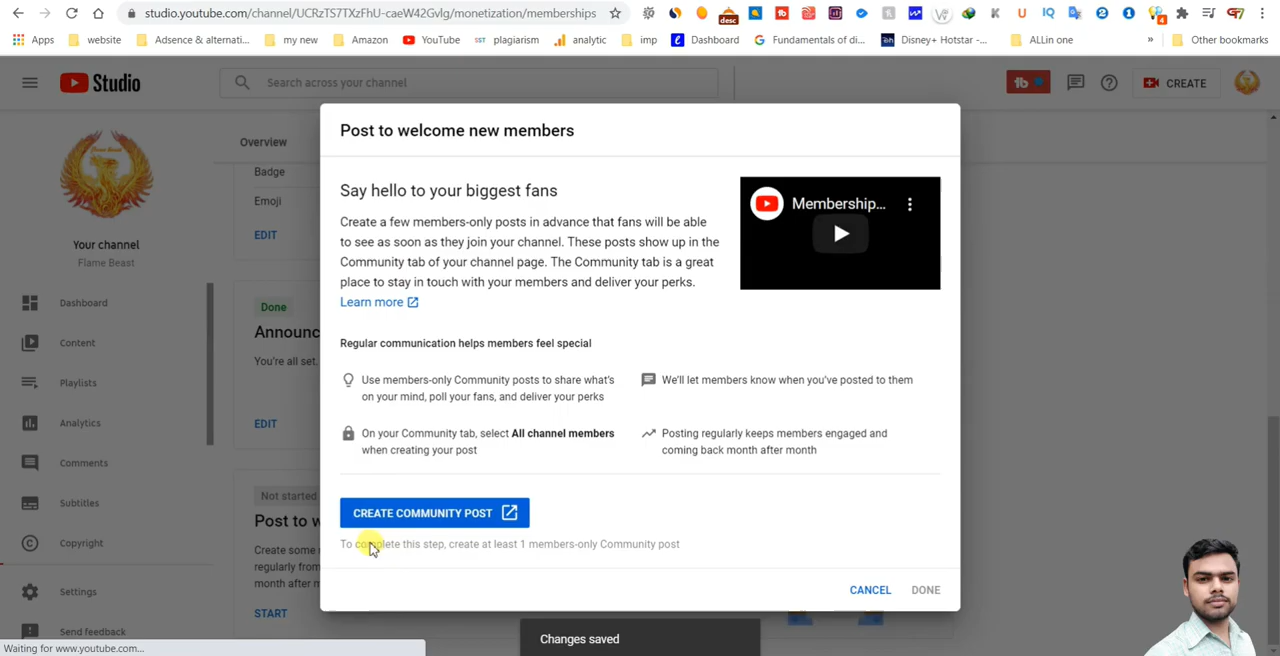 studio.youtube.com/channel/UCRzTS7TXzFhU-caeW42Gvlg/monetization/memberships
Apps website Adsence & alternati... my new Amazon YouTube plagiarism analytic imp Dashboard Fundamentals of di... Disney+ Hotstar -... ALLin one » Other bookmarks
Studio Search across your channel CREATE
Overview
Badge
Emoji
EDIT
Your channel
Flame Beast
Dashboard
Content
Playlists
Analytics
Comments
Subtitles
Copyright
Settings
Send feedback
Done
Announc
You're all set.
EDIT
Not started
Post to w
Create some
regularly from
month after m
START
Post to welcome new members
Say hello to your biggest fans
Create a few members-only posts in advance that fans will be able
to see as soon as they join your channel. These posts show up in the
Community tab of your channel page. The Community tab is a great
place to stay in touch with your members and deliver your perks.
Learn more
Membership...
Regular communication helps members feel special
Use members-only Community posts to share what's
on your mind, poll your fans, and deliver your perks
We'll let members know when you've posted to them
On your Community tab, select All channel members
when creating your post
Posting regularly keeps members engaged and
coming back month after month
CREATE COMMUNITY POST
To complete this step, create at least 1 members-only Community post
CANCEL DONE
Changes saved
Waiting for www.youtube.com...